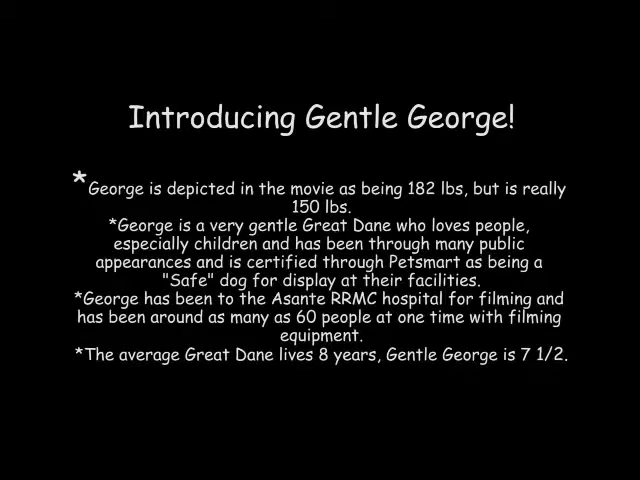 Introducing Gentle George!
*George is depicted in the movie as being 182 lbs, but is really
150 lbs.
*George is a very gentle Great Dane who loves people,
especially children and has been through many public
appearances and is certified through Petsmart as being a
"Safe" dog for display at their facilities.
*George has been to the Asante RRMC hospital for filming and
has been around as many as 60 people at one time with filming
equipment.
*The average Great Dane lives 8 years, Gentle George is 7 1/2.